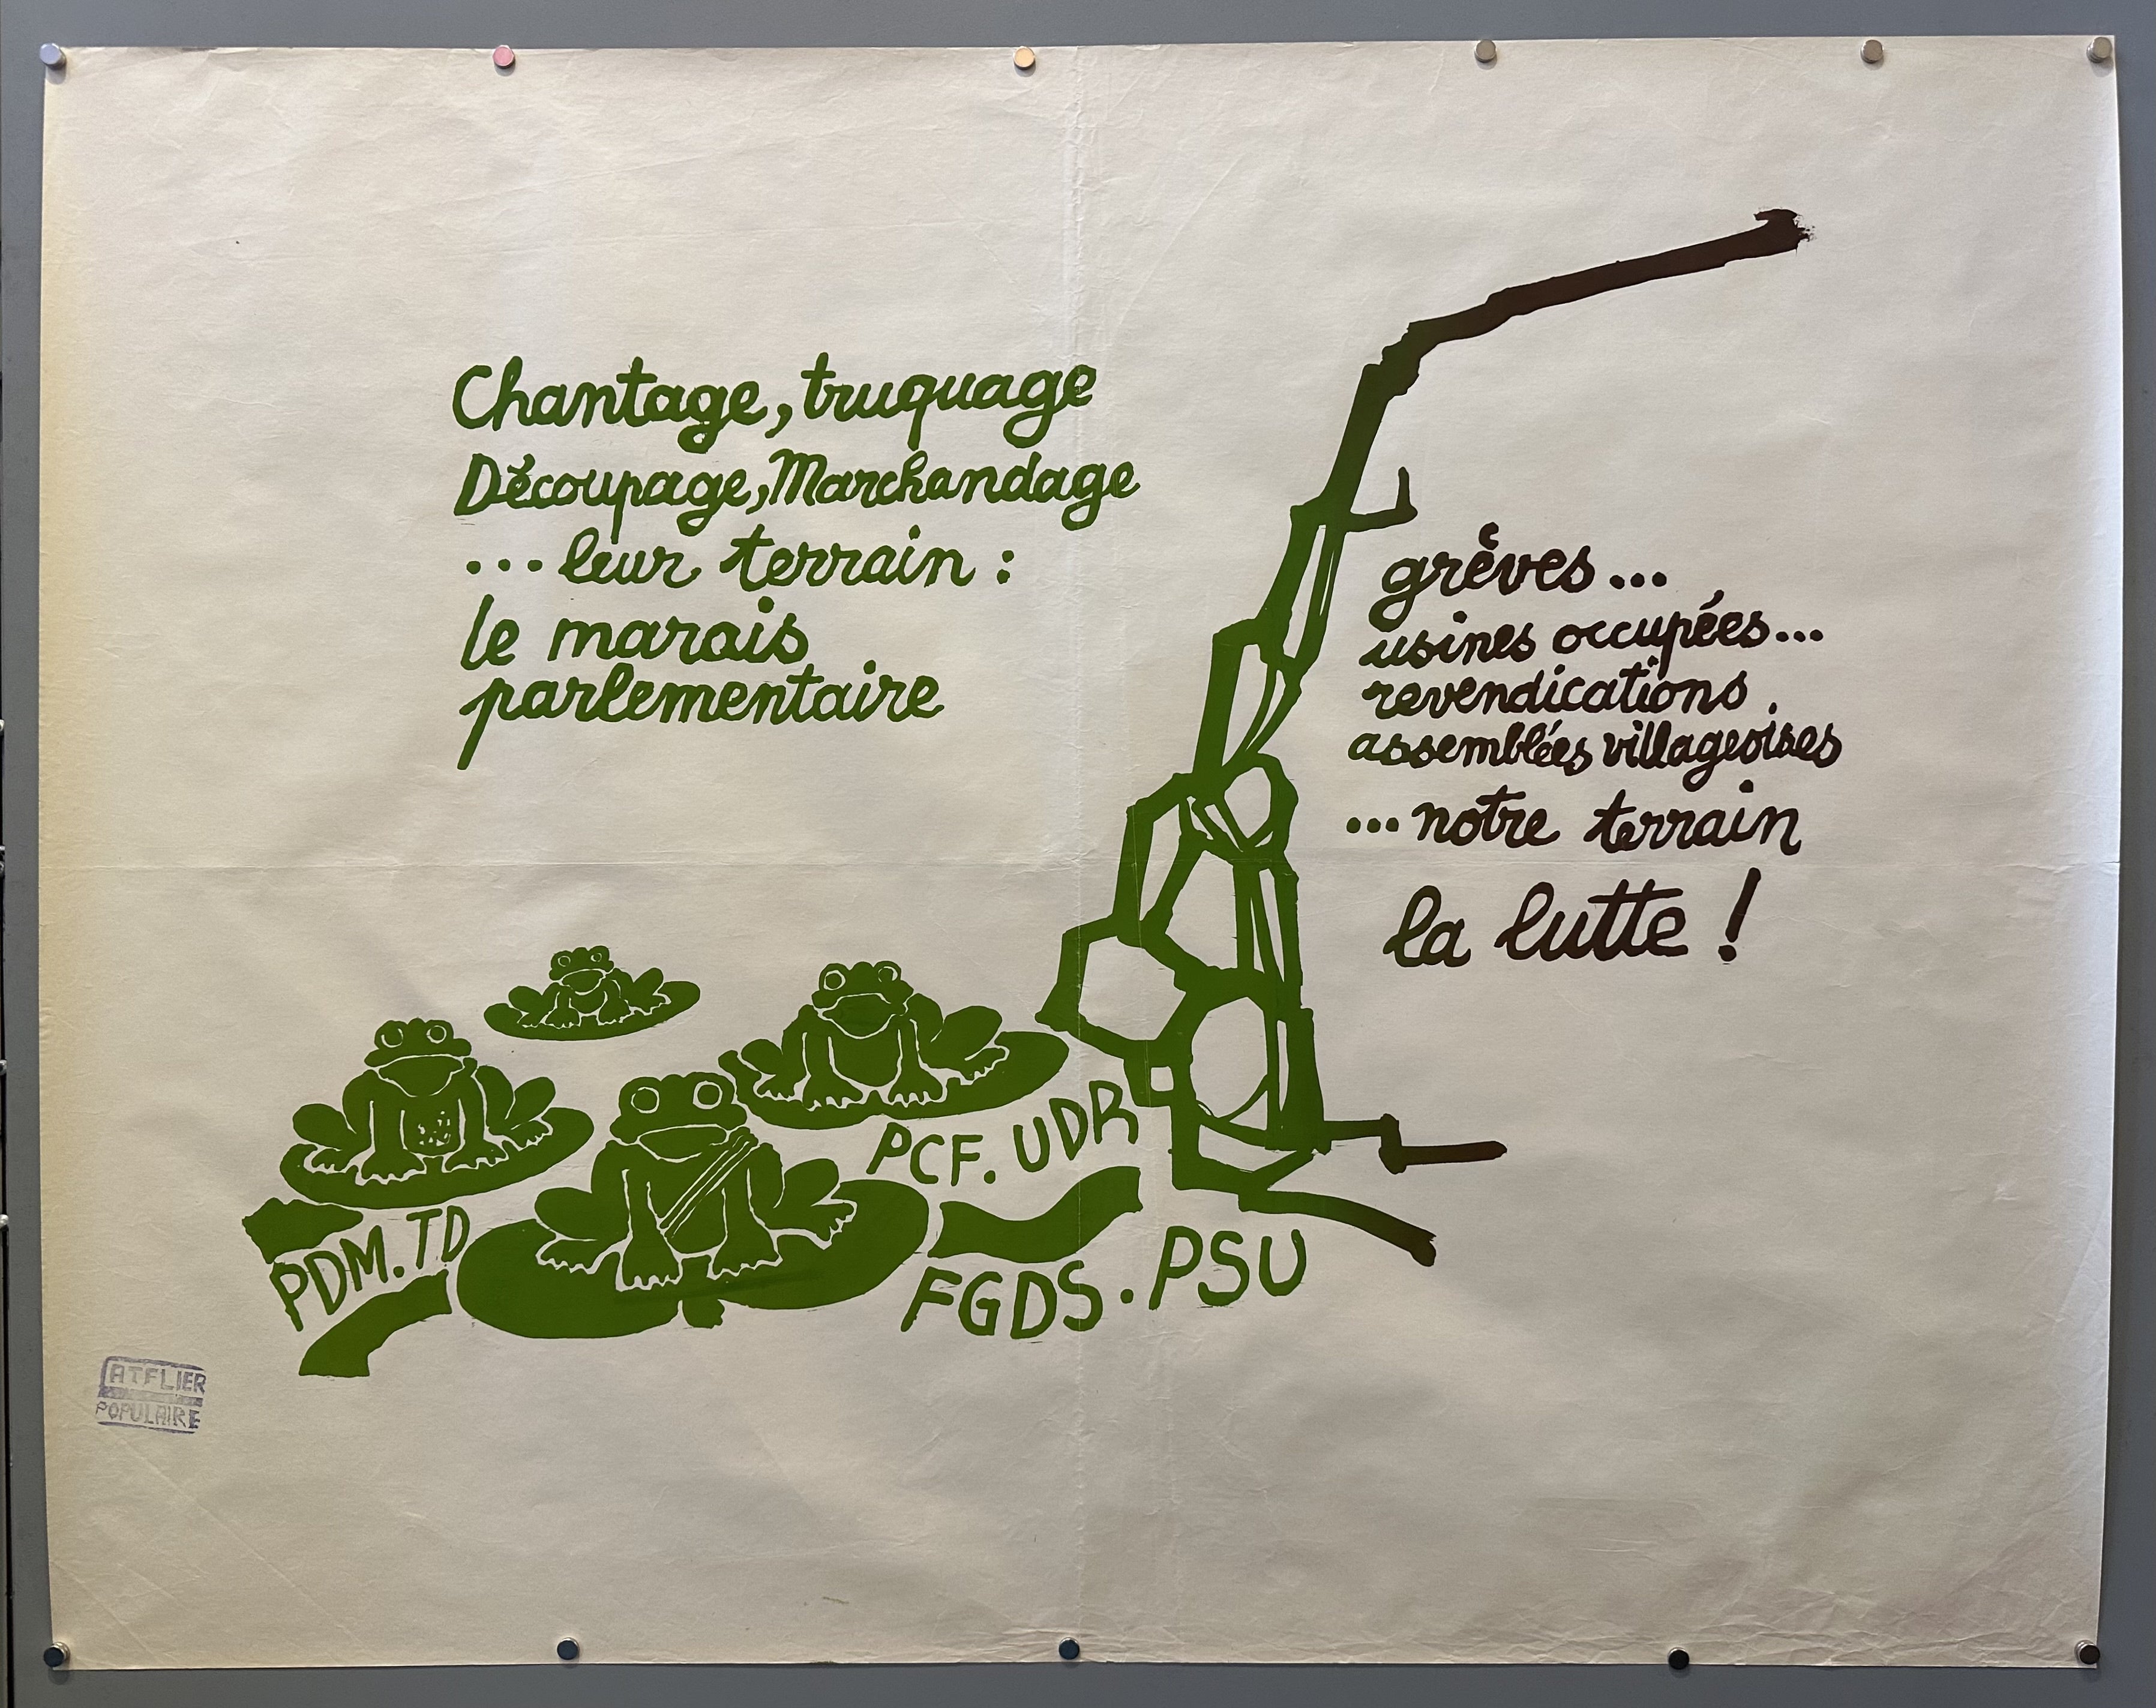 Chantage, truquage
Découpage, Marchandage
... leur terrain :
le marais
parlementaire
grèves ...
usines occupées ...
revendications .
assemblées villageoises
... notre terrain
la lutte !
PCF. UDR
PDM. TD
FGDS. PSU
ATELIER
POPULAIRE